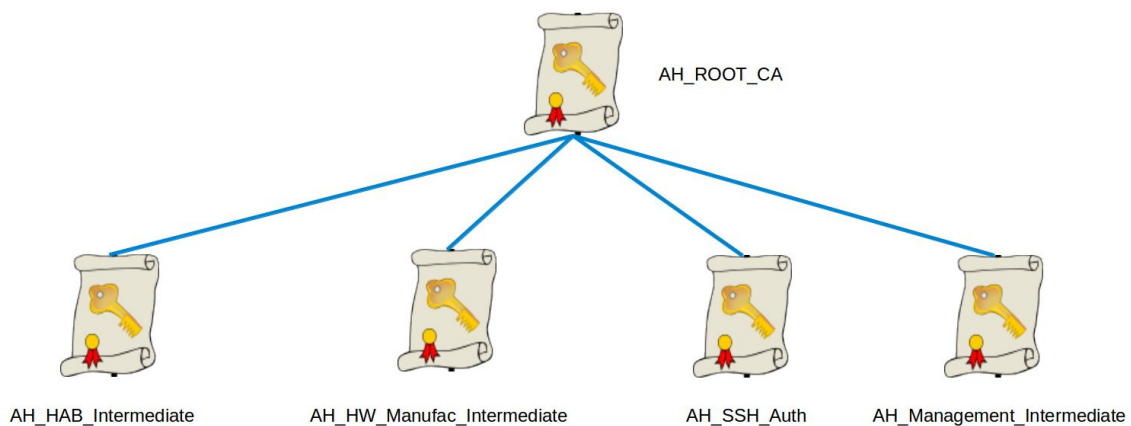 AH_ROOT_CA
AH_HAB_Intermediate
AH_HW_Manufac_Intermediate
AH_SSH_Auth
AH_Management_Intermediate